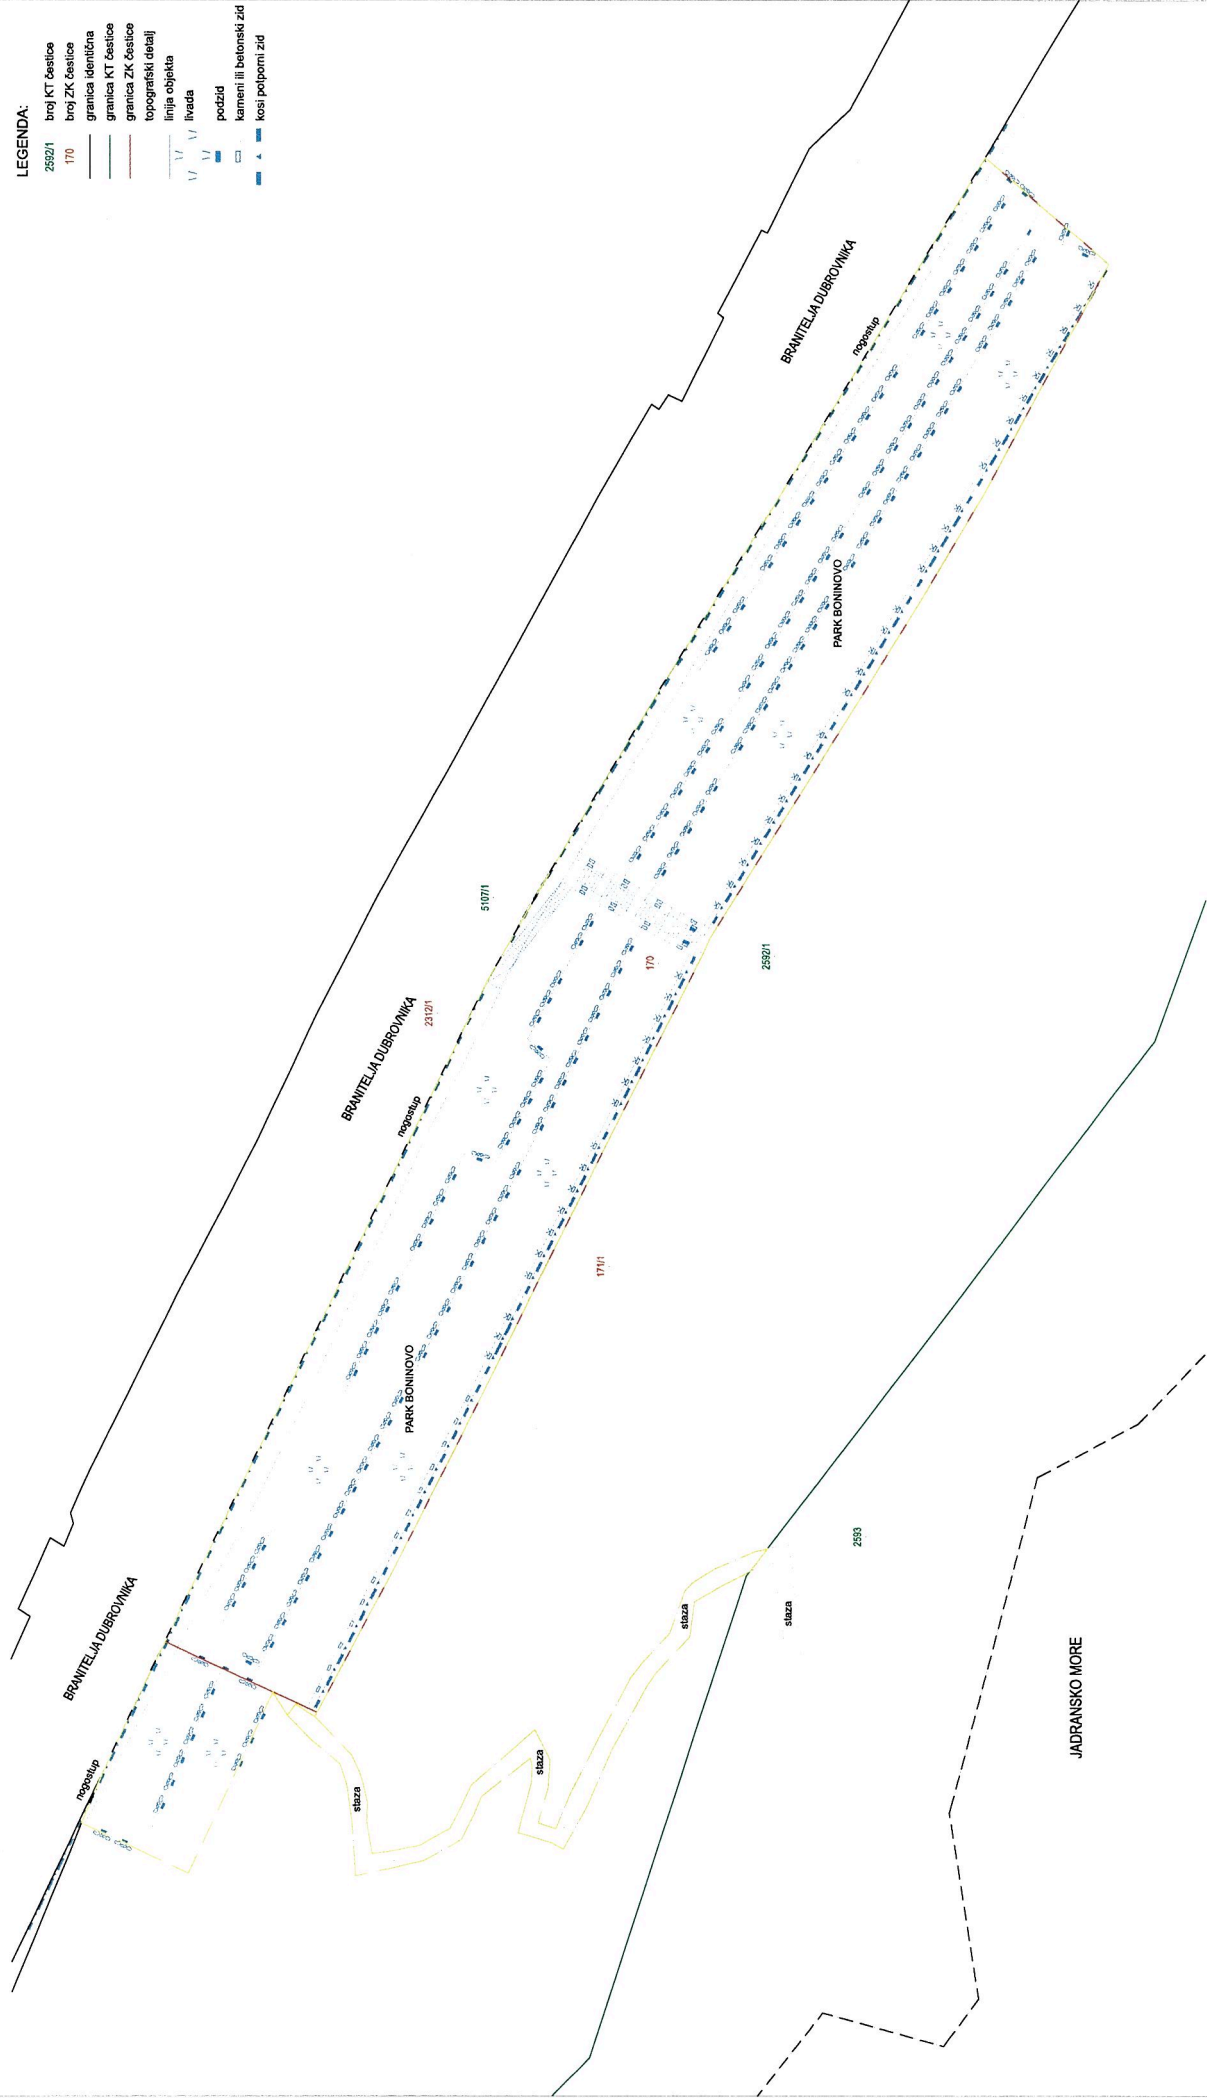 LEGENDA:
2592/1 broj KT čestice
170 broj ZK čestice
granica identična
granica KT čestice
granica ZK čestice
topografski detalj
linija objekta
livada
podzid
kameni ili betonski zid
kosi potporni zid
BRANITELJA DUBROVNIKA
nogostup
BRANITELJA DUBROVNIKA
nogostup
BRANITELJA DUBROVNIKA
nogostup
2312/1
5107/1
PARK BONINOVO
PARK BONINOVO
170
171/1
2592/1
staza
staza
staza
staza
2593
JADRANSKO MORE